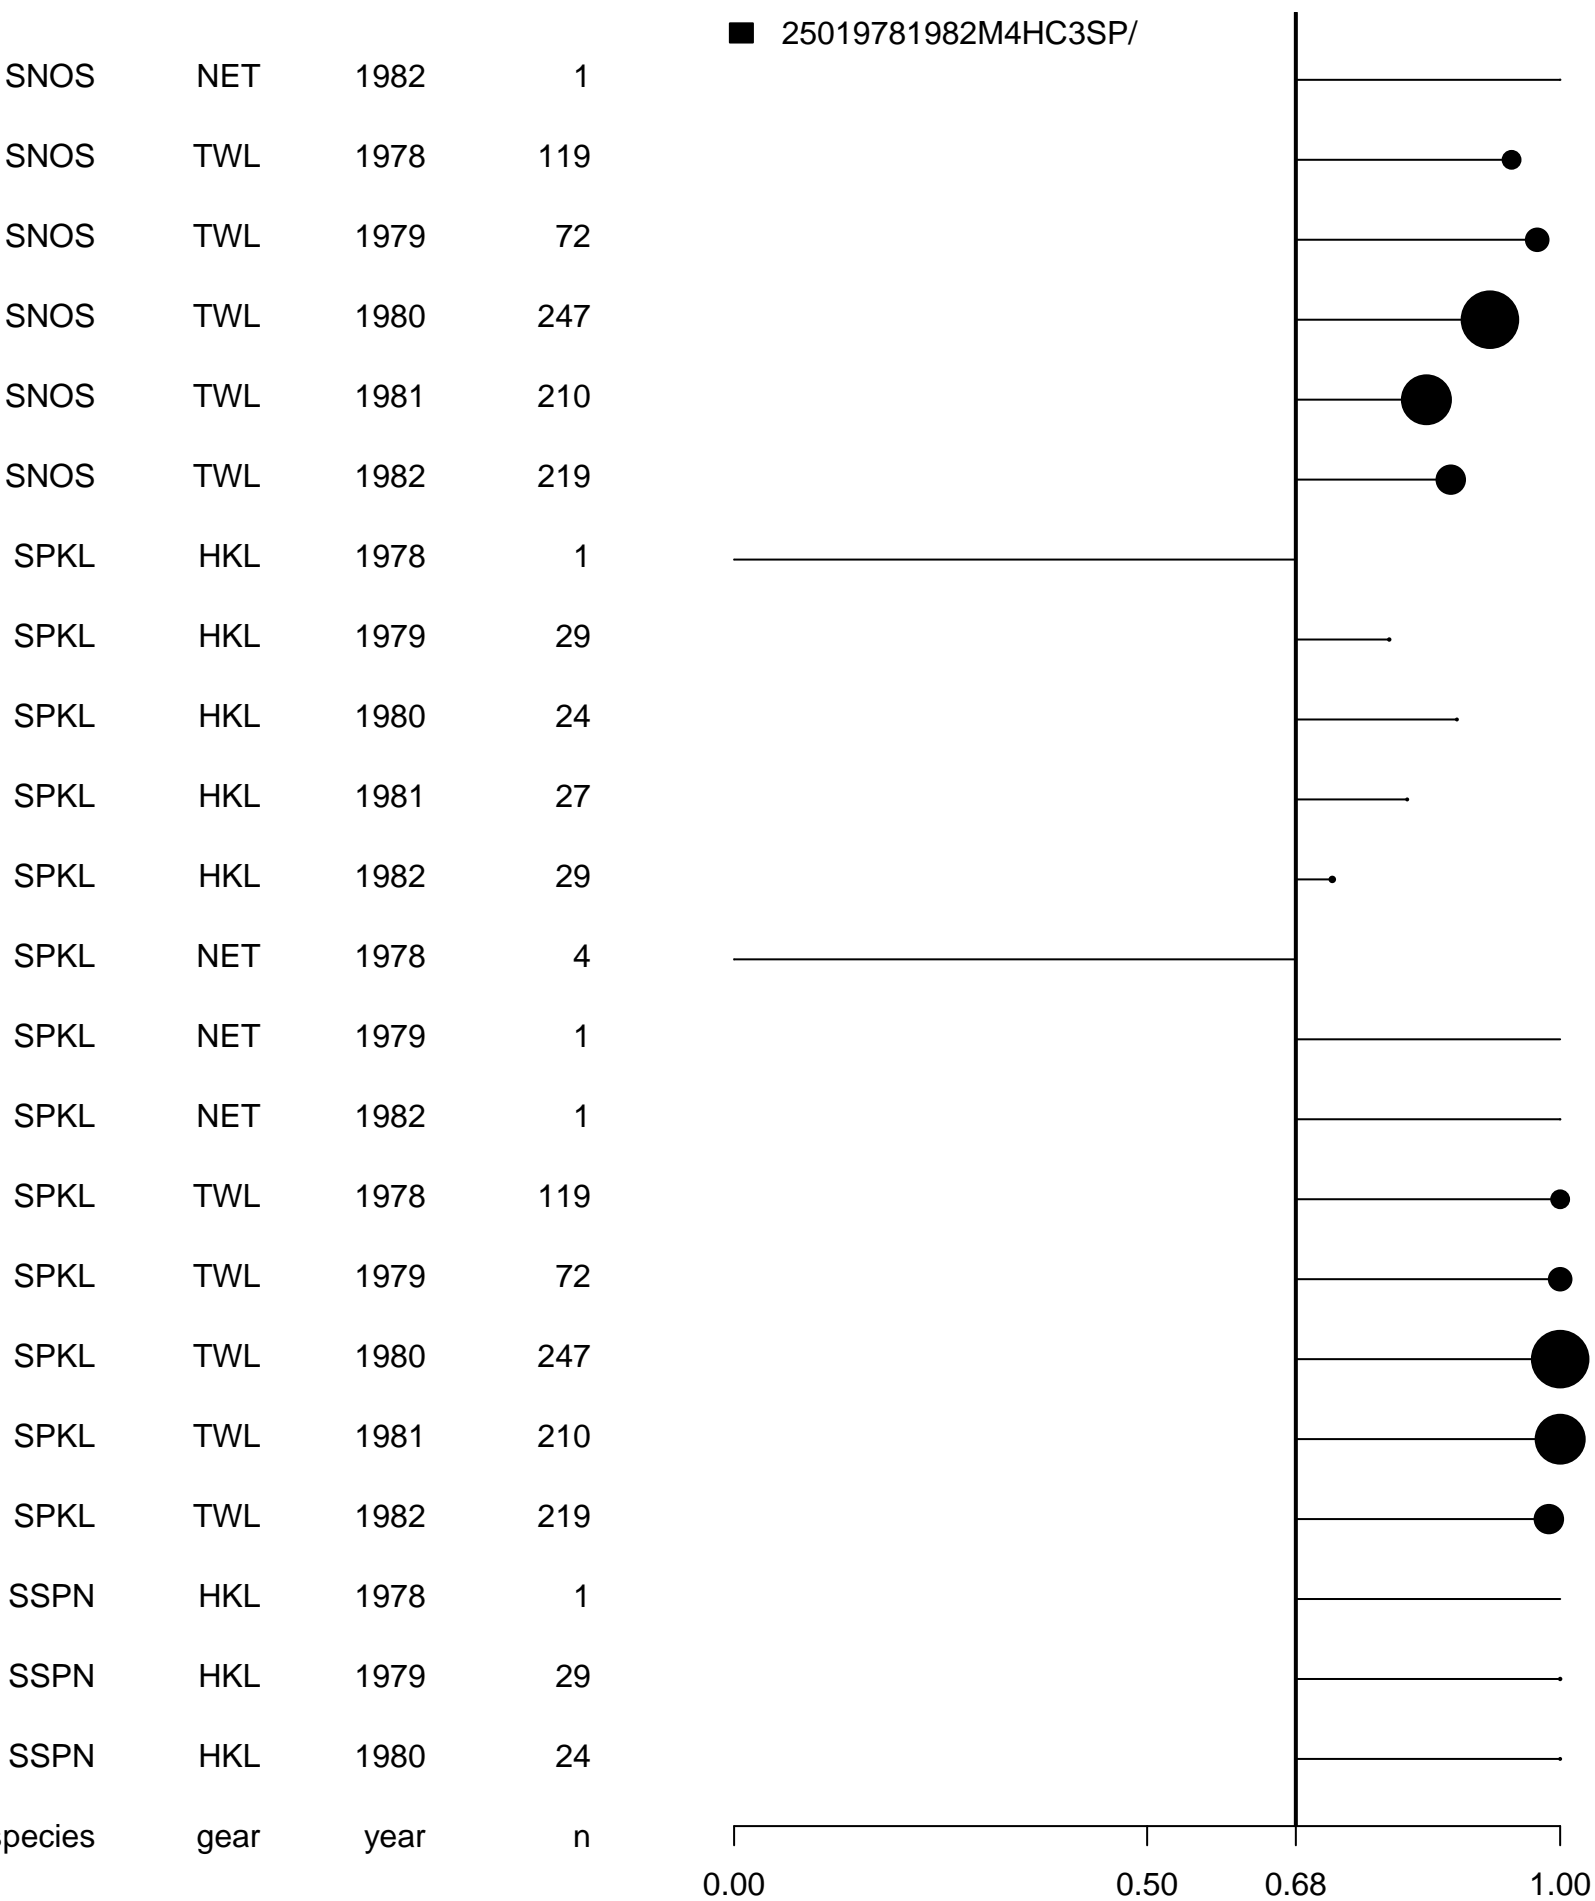 25019781982M4HC3SP/
SNOS NET 1982 1
SNOS TWL 1978 119
SNOS TWL 1979 72
SNOS TWL 1980 247
SNOS TWL 1981 210
SNOS TWL 1982 219
SPKL HKL 1978 1
SPKL HKL 1979 29
SPKL HKL 1980 24
SPKL HKL 1981 27
SPKL HKL 1982 29
SPKL NET 1978 4
SPKL NET 1979 1
SPKL NET 1982 1
SPKL TWL 1978 119
SPKL TWL 1979 72
SPKL TWL 1980 247
SPKL TWL 1981 210
SPKL TWL 1982 219
SSPN HKL 1978 1
SSPN HKL 1979 29
SSPN HKL 1980 24
species gear year n
0.00 0.50 0.68 1.00